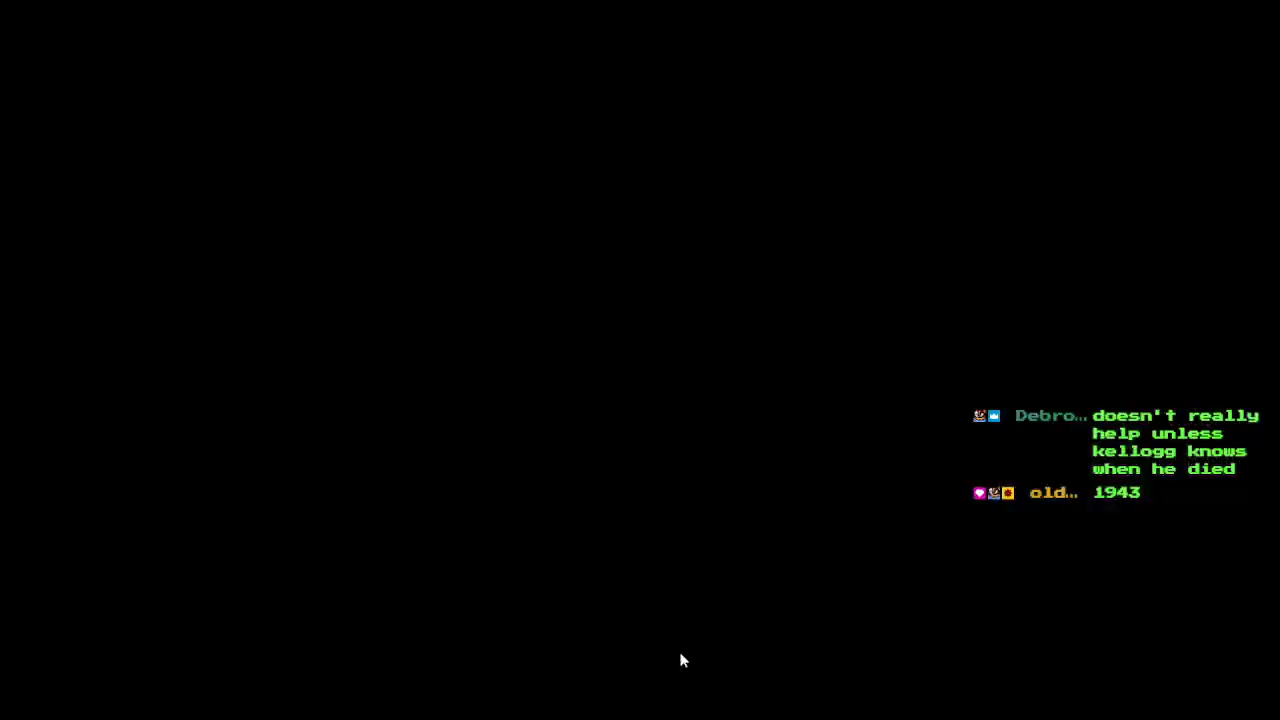 Debro… doesn't really
help unless
kellogg knows
when he died
old… 1943